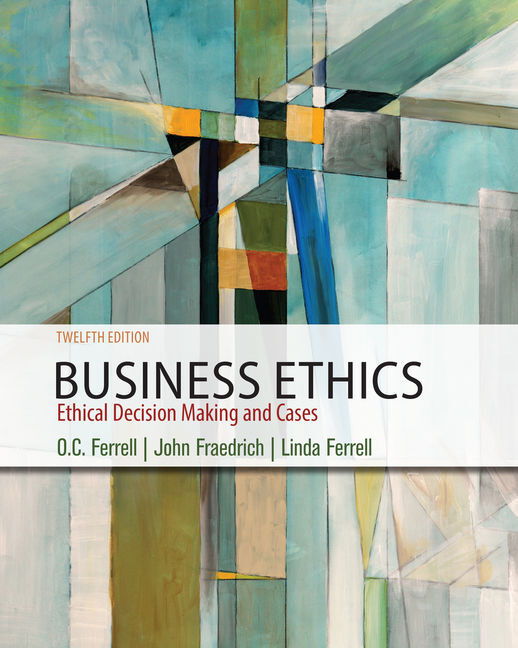 TWELFTH EDITION
BUSINESS ETHICS
Ethical Decision Making and Cases
O.C. Ferrell | John Fraedrich | Linda Ferrell